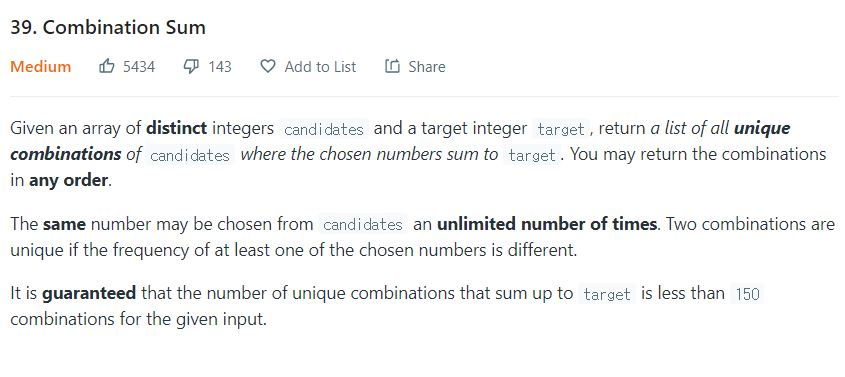 39. Combination Sum
Medium 5434 143 Add to List Share
Given an array of distinct integers candidates and a target integer target , return a list of all unique
combinations of candidates where the chosen numbers sum to target . You may return the combinations
in any order.
The same number may be chosen from candidates an unlimited number of times. Two combinations are
unique if the frequency of at least one of the chosen numbers is different.
It is guaranteed that the number of unique combinations that sum up to target is less than 150
combinations for the given input.